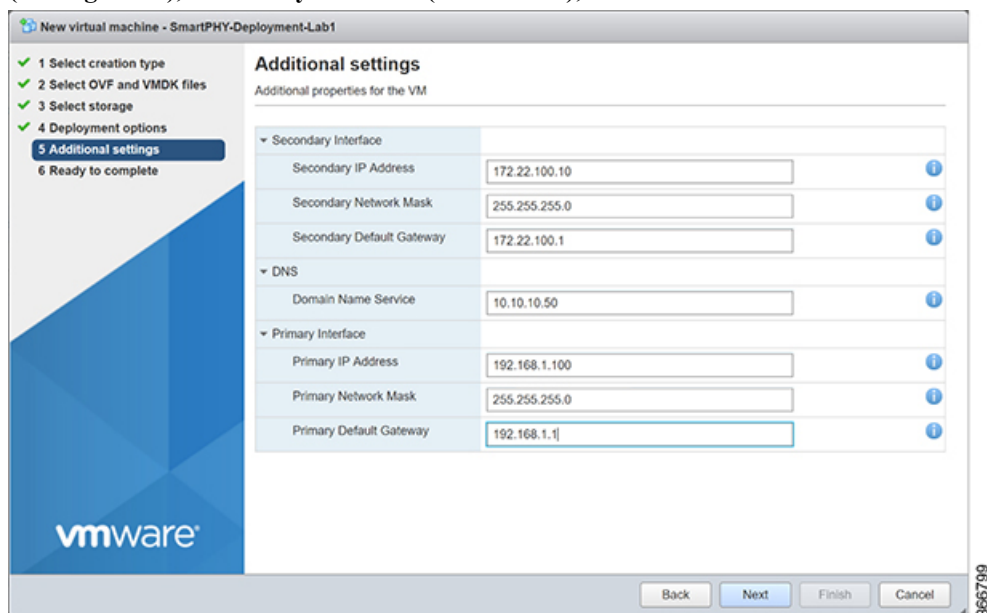 New virtual machine - SmartPHY-Deployment-Lab1
1 Select creation type
2 Select OVF and VMDK files
3 Select storage
4 Deployment options
5 Additional settings
6 Ready to complete
Additional settings
Additional properties for the VM
Secondary Interface
Secondary IP Address 172.22.100.10
Secondary Network Mask 255.255.255.0
Secondary Default Gateway 172.22.100.1
DNS
Domain Name Service 10.10.10.50
Primary Interface
Primary IP Address 192.168.1.100
Primary Network Mask 255.255.255.0
Primary Default Gateway 192.168.1.1
vmware®
Back Next Finish Cancel
366799